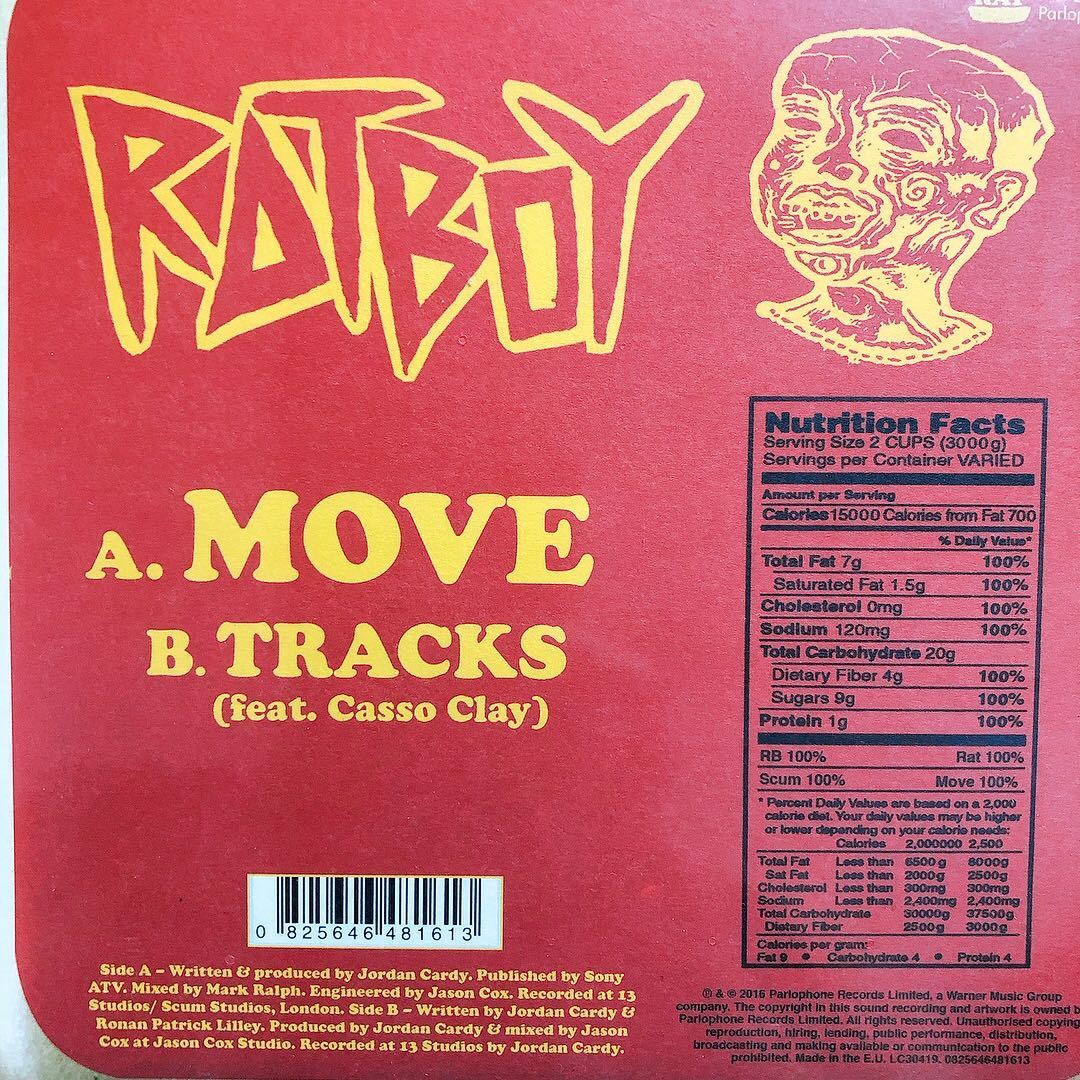 RAT
Parlop
RATBOY
A. MOVE
B. TRACKS
(feat. Casso Clay)
Nutrition Facts
Serving Size 2 CUPS (3000g)
Servings per Container VARIED
Amount per Serving
Calories 15000 Calories from Fat 700
% Daily Value*
Total Fat 7g 100%
Saturated Fat 1.5g 100%
Cholesterol 0mg 100%
Sodium 120mg 100%
Total Carbohydrate 20g
Dietary Fiber 4g 100%
Sugars 9g 100%
Protein 1g 100%
RB 100% Rat 100%
Scum 100% Move 100%
* Percent Daily Values are based on a 2,000
calorie diet. Your daily values may be higher
or lower depending on your calorie needs:
Calories 2,000000 2,500
Total Fat Less than 6500g 8000g
Sat Fat Less than 2000g 2500g
Cholesterol Less than 300mg 300mg
Sodium Less than 2,400mg 2,400mg
Total Carbohydrate 30000g 37500g
Dietary Fiber 2500g 3000g
Calories per gram:
Fat 9 • Carbohydrate 4 • Protein 4
0 825646 481613
Side A – Written & produced by Jordan Cardy. Published by Sony
ATV. Mixed by Mark Ralph. Engineered by Jason Cox. Recorded at 13
Studios/ Scum Studios, London. Side B – Written by Jordan Cardy &
Ronan Patrick Lilley. Produced by Jordan Cardy & mixed by Jason
Cox at Jason Cox Studio. Recorded at 13 Studios by Jordan Cardy.
℗ & © 2016 Parlophone Records Limited, a Warner Music Group
company. The copyright in this sound recording and artwork is owned b
Parlophone Records Limited. All rights reserved. Unauthorised copying
reproduction, hiring, lending, public performance, distribution,
broadcasting and making available or communication to the public
prohibited. Made in the E.U. LC30419. 0825646481613